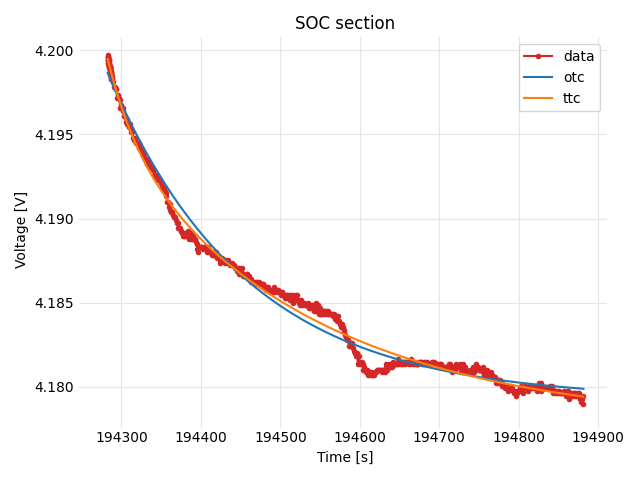 SOC section
4.200
4.195
4.190
4.185
4.180
Voltage [V]
data
otc
ttc
194300 194400 194500 194600 194700 194800 194900
Time [s]